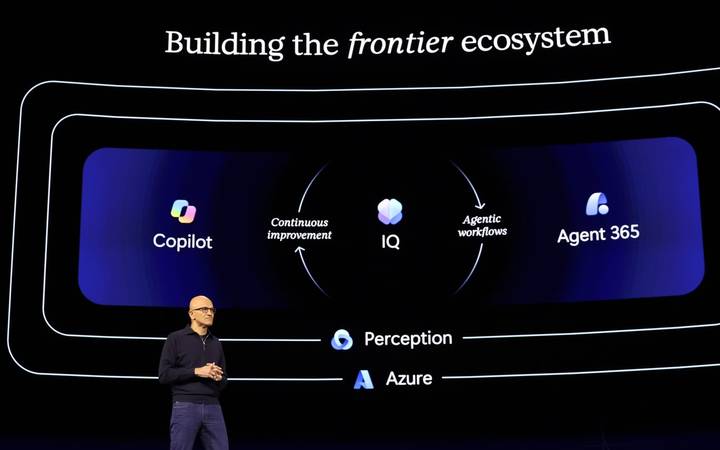 Building the frontier ecosystem
Copilot
Continuous
improvement
IQ
Agentic
workflows
Agent 365
Perception
Azure